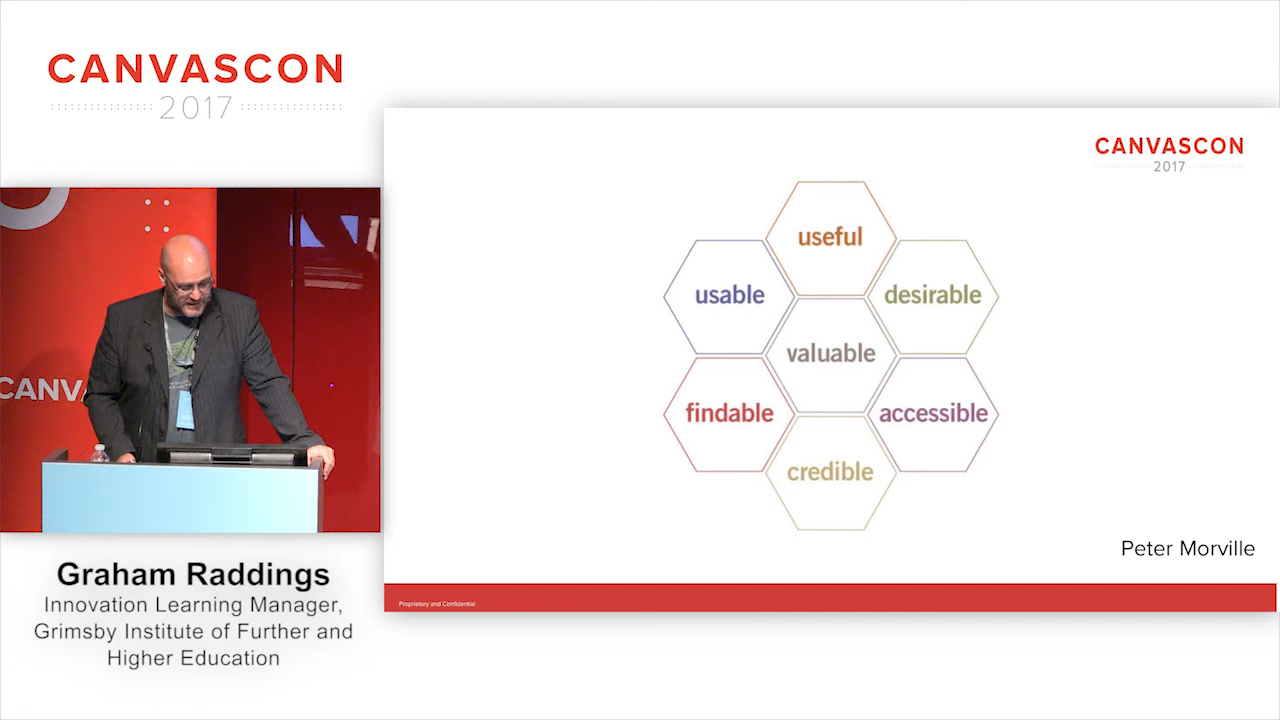 CANVASCON
2017
CANVASCON
2017
useful
usable
desirable
valuable
findable
accessible
credible
Peter Morville
Proprietary and Confidential
CANV
Graham Raddings
Innovation Learning Manager,
Grimsby Institute of Further and
Higher Education